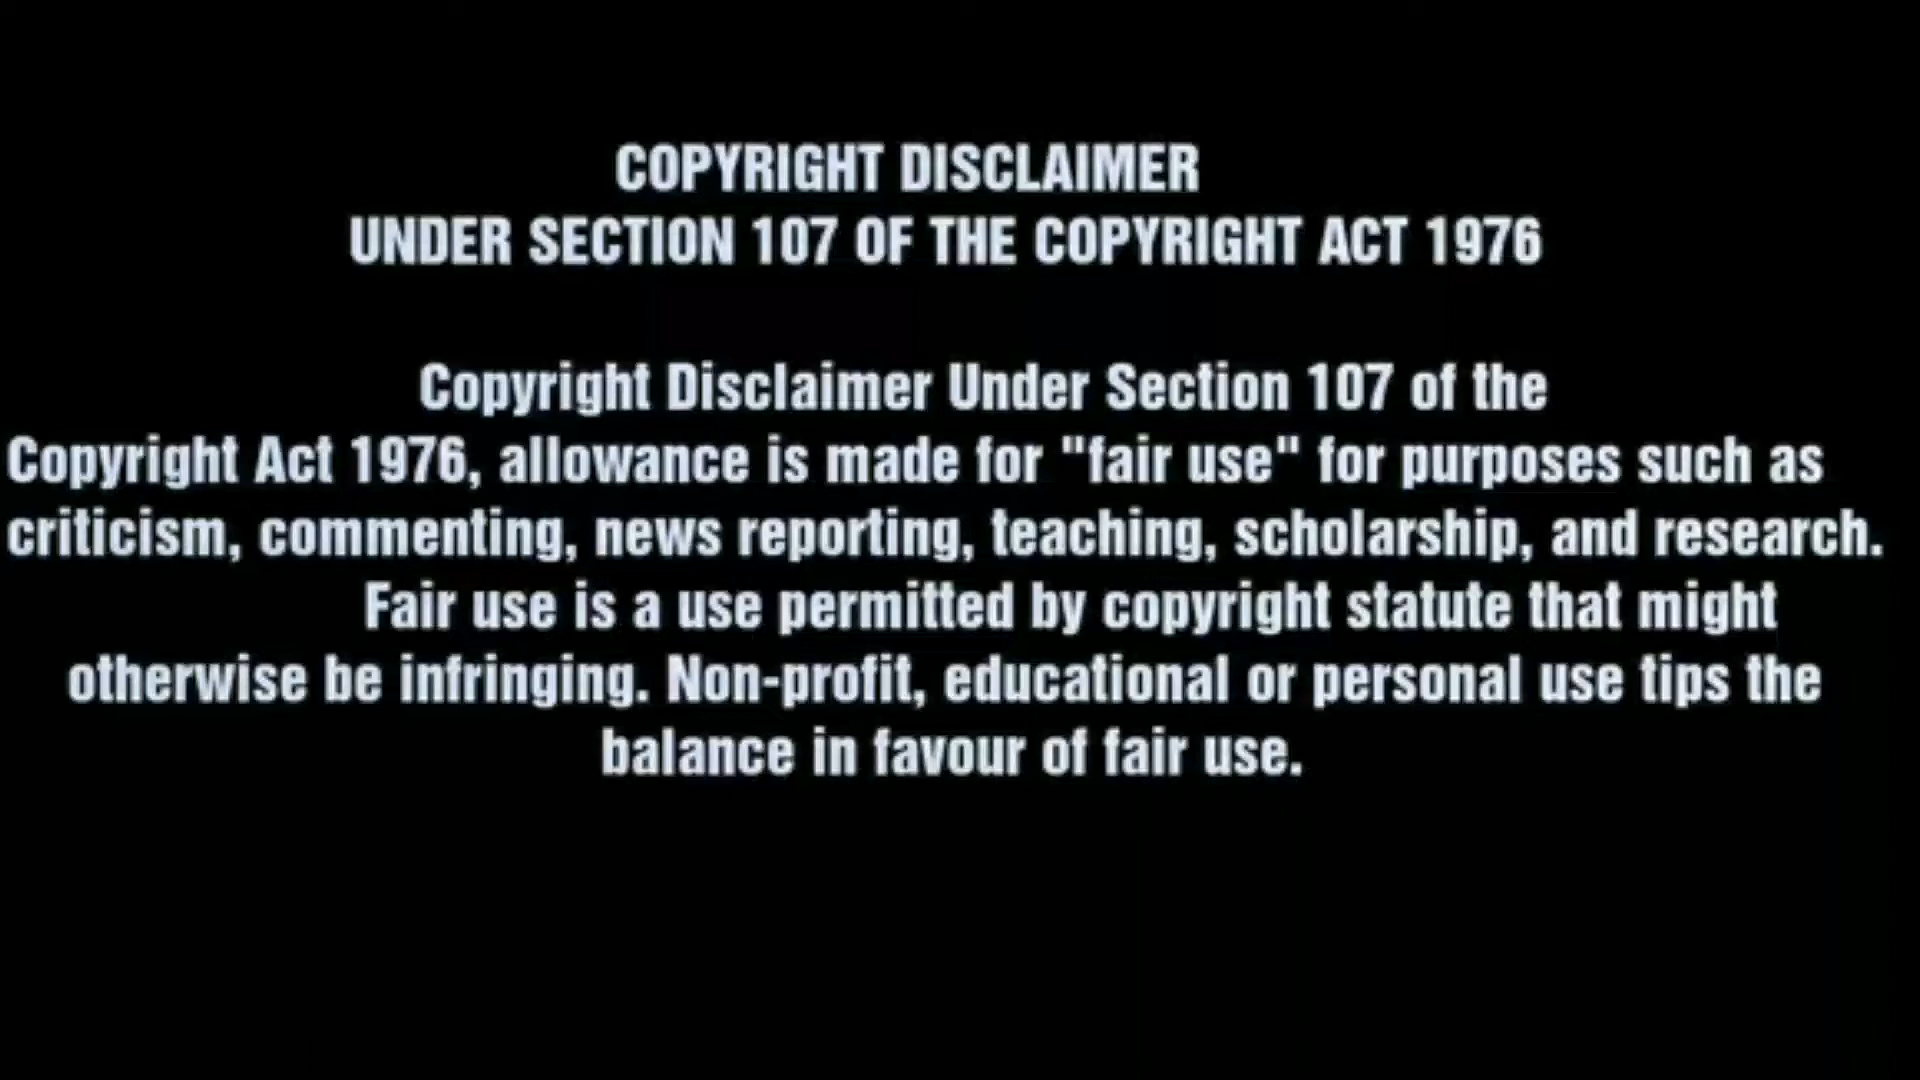 COPYRIGHT DISCLAIMER
UNDER SECTION 107 OF THE COPYRIGHT ACT 1976
Copyright Disclaimer Under Section 107 of the
Copyright Act 1976, allowance is made for "fair use" for purposes such as
criticism, commenting, news reporting, teaching, scholarship, and research.
Fair use is a use permitted by copyright statute that might
otherwise be infringing. Non-profit, educational or personal use tips the
balance in favour of fair use.